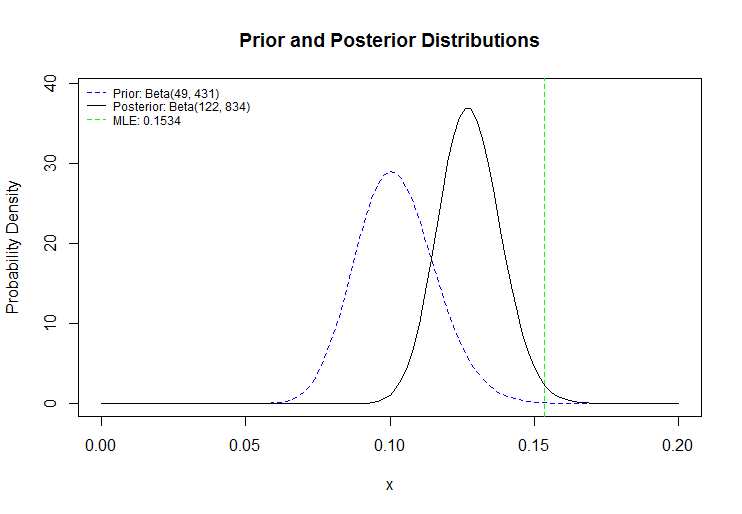 Prior and Posterior Distributions
Prior: Beta(49, 431)
Posterior: Beta(122, 834)
MLE: 0.1534
Probability Density
40
30
20
10
0
0.00 0.05 0.10 0.15 0.20
x